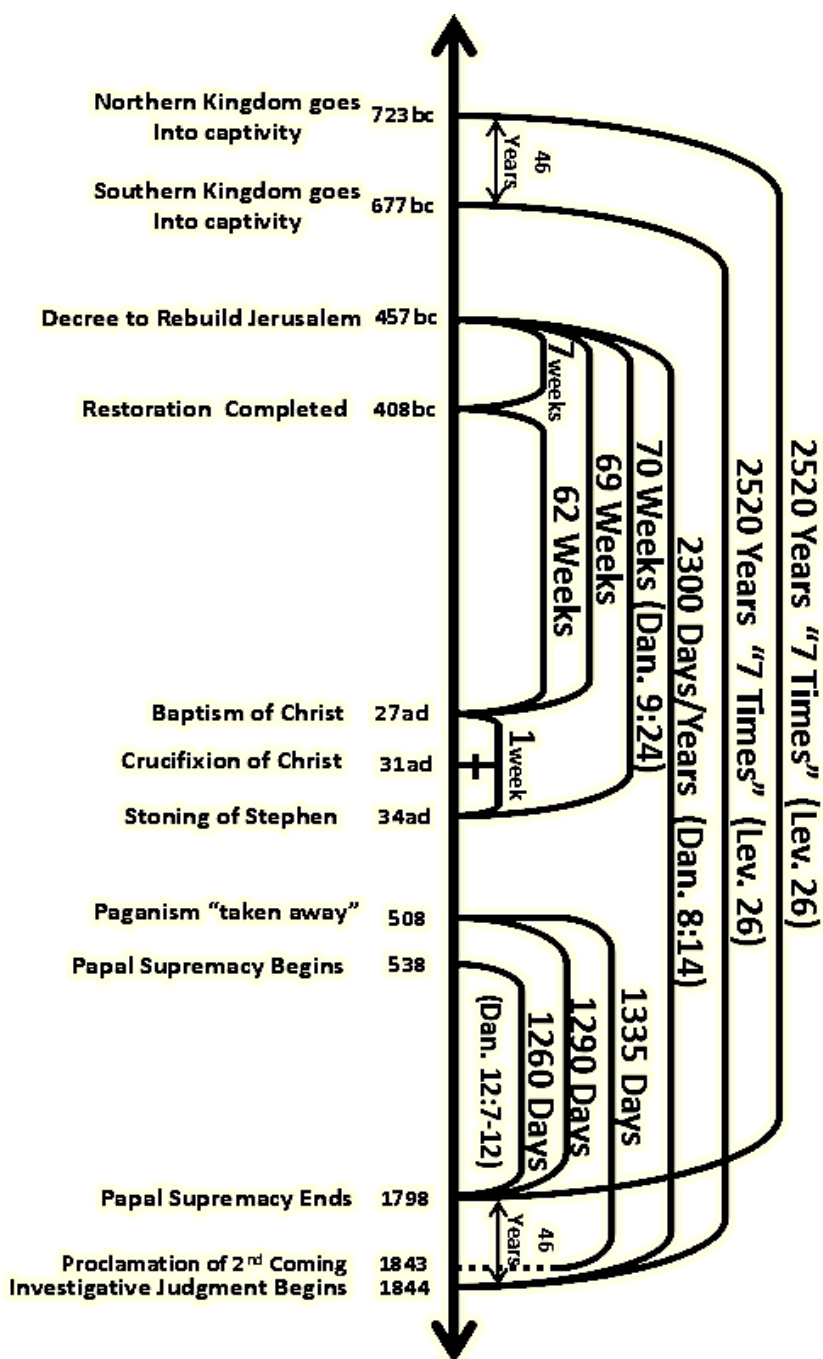 Northern Kingdom goes
Into captivity
723bc
46
Years
Southern Kingdom goes
Into captivity
677bc
Decree to Rebuild Jerusalem
457bc
7 weeks
Restoration Completed
408bc
62 Weeks
69 Weeks
70 Weeks (Dan. 9:24)
2300 Days/Years (Dan. 8:14)
2520 Years "7 Times" (Lev. 26)
2520 Years "7 Times" (Lev. 26)
Baptism of Christ
27ad
1 week
Crucifixion of Christ
31ad
Stoning of Stephen
34ad
Paganism "taken away"
508
Papal Supremacy Begins
538
(Dan. 12:7-12)
1260 Days
1290 Days
1335 Days
Papal Supremacy Ends
1798
46
Years
Proclamation of 2nd Coming
1843
Investigative Judgment Begins
1844